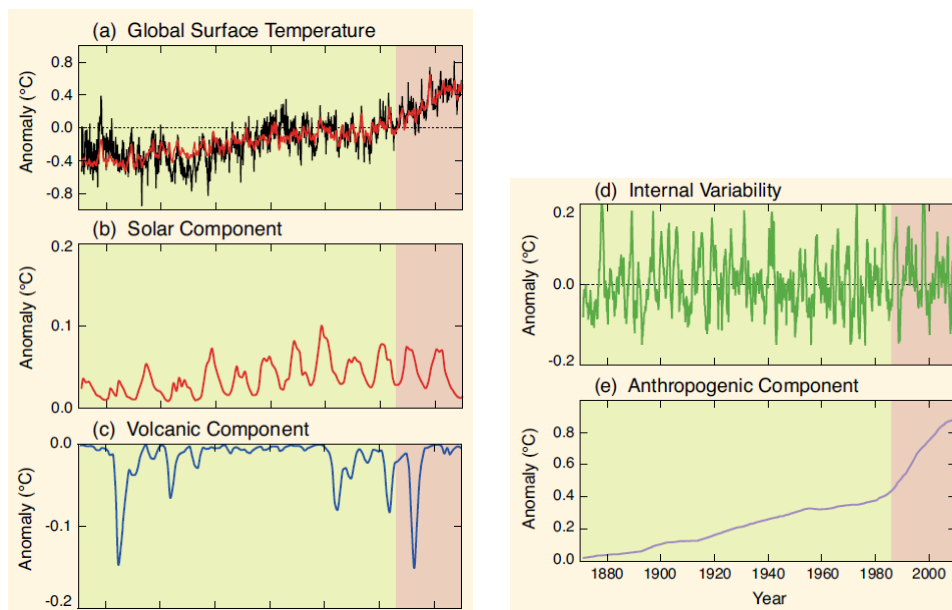 (a) Global Surface Temperature
Anomaly (°C)
0.8
0.4
0.0
-0.4
-0.8
(b) Solar Component
Anomaly (°C)
0.2
0.1
0.0
(c) Volcanic Component
Anomaly (°C)
0.0
-0.1
-0.2
(d) Internal Variability
Anomaly (°C)
0.2
0.0
-0.2
(e) Anthropogenic Component
Anomaly (°C)
0.8
0.6
0.4
0.2
0.0
1880 1900 1920 1940 1960 1980 2000
Year